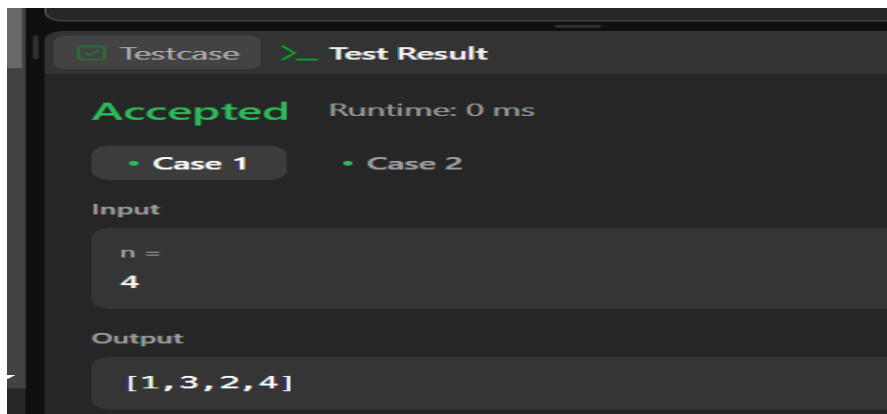 Testcase >_ Test Result
Accepted Runtime: 0 ms
• Case 1 • Case 2
Input
n =
4
Output
[1,3,2,4]